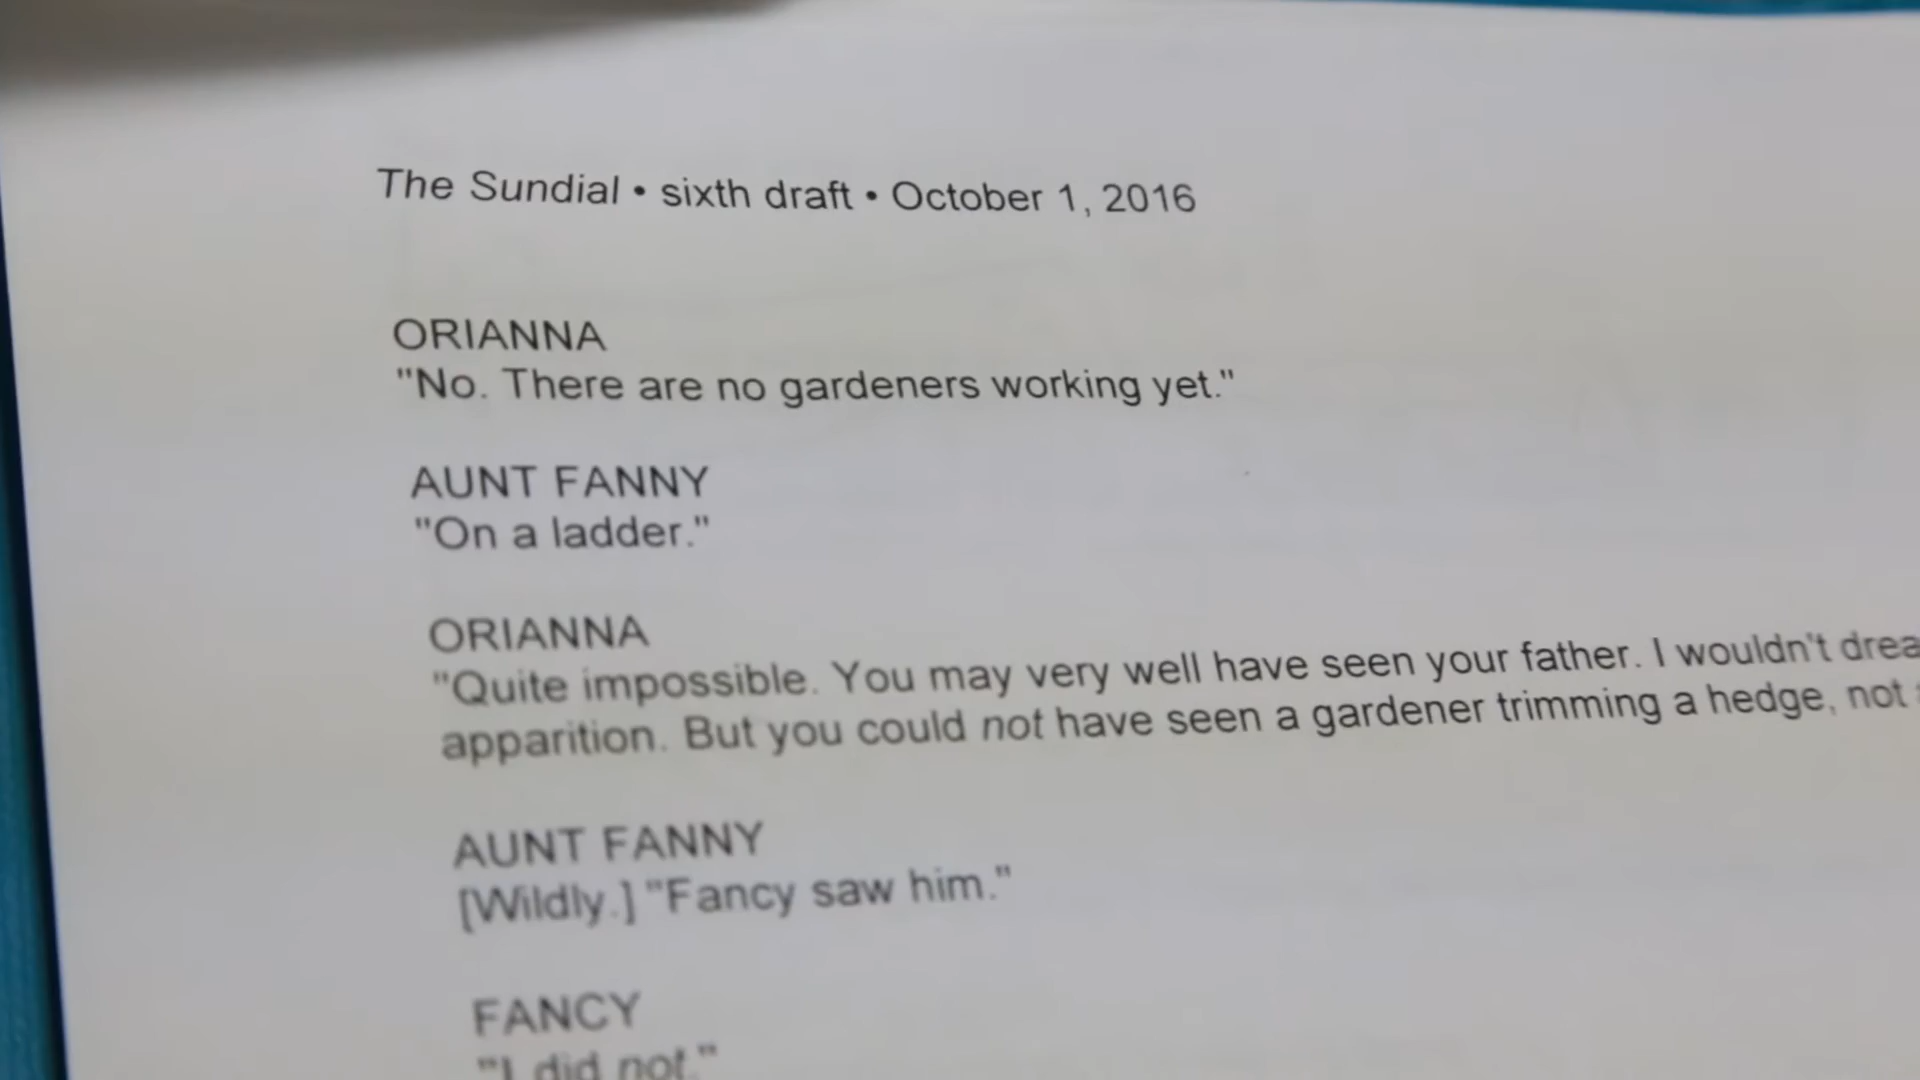 The Sundial • sixth draft • October 1, 2016
ORIANNA
"No. There are no gardeners working yet."
AUNT FANNY
"On a ladder."
ORIANNA
"Quite impossible. You may very well have seen your father. I wouldn't
apparition. But you could not have seen a gardener trimming a hedge, not
AUNT FANNY
[Wildly.] "Fancy saw him."
FANCY
"I did not."